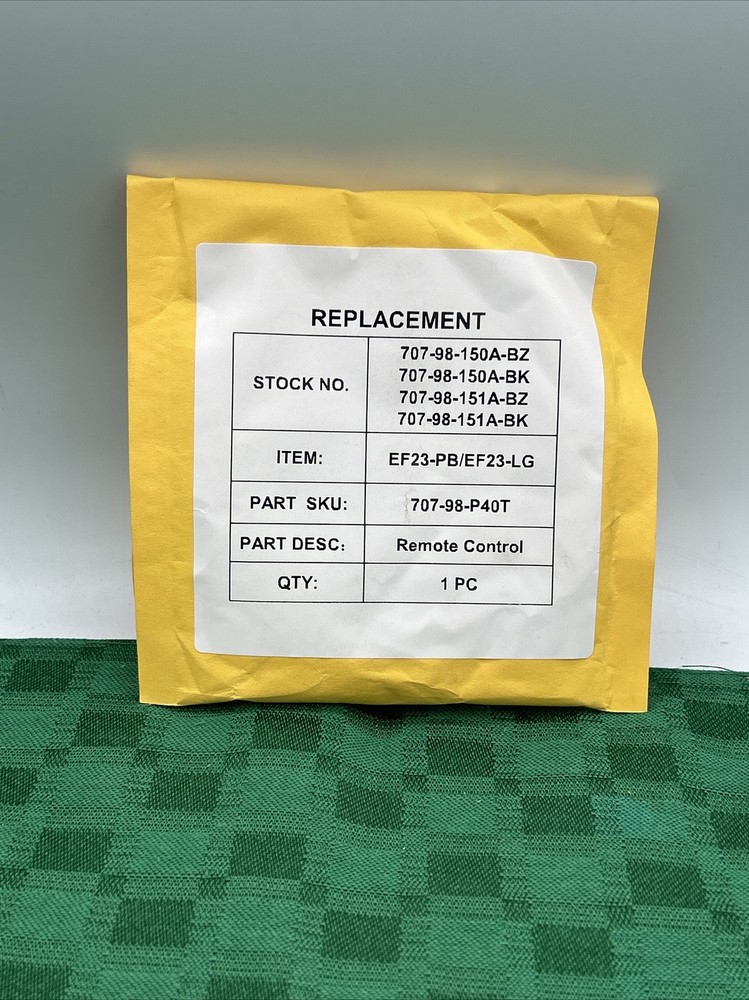 REPLACEMENT
STOCK NO.
707-98-150A-BZ
707-98-150A-BK
707-98-151A-BZ
707-98-151A-BK
ITEM: EF23-PB/EF23-LG
PART SKU: 707-98-P40T
PART DESC: Remote Control
QTY: 1 PC